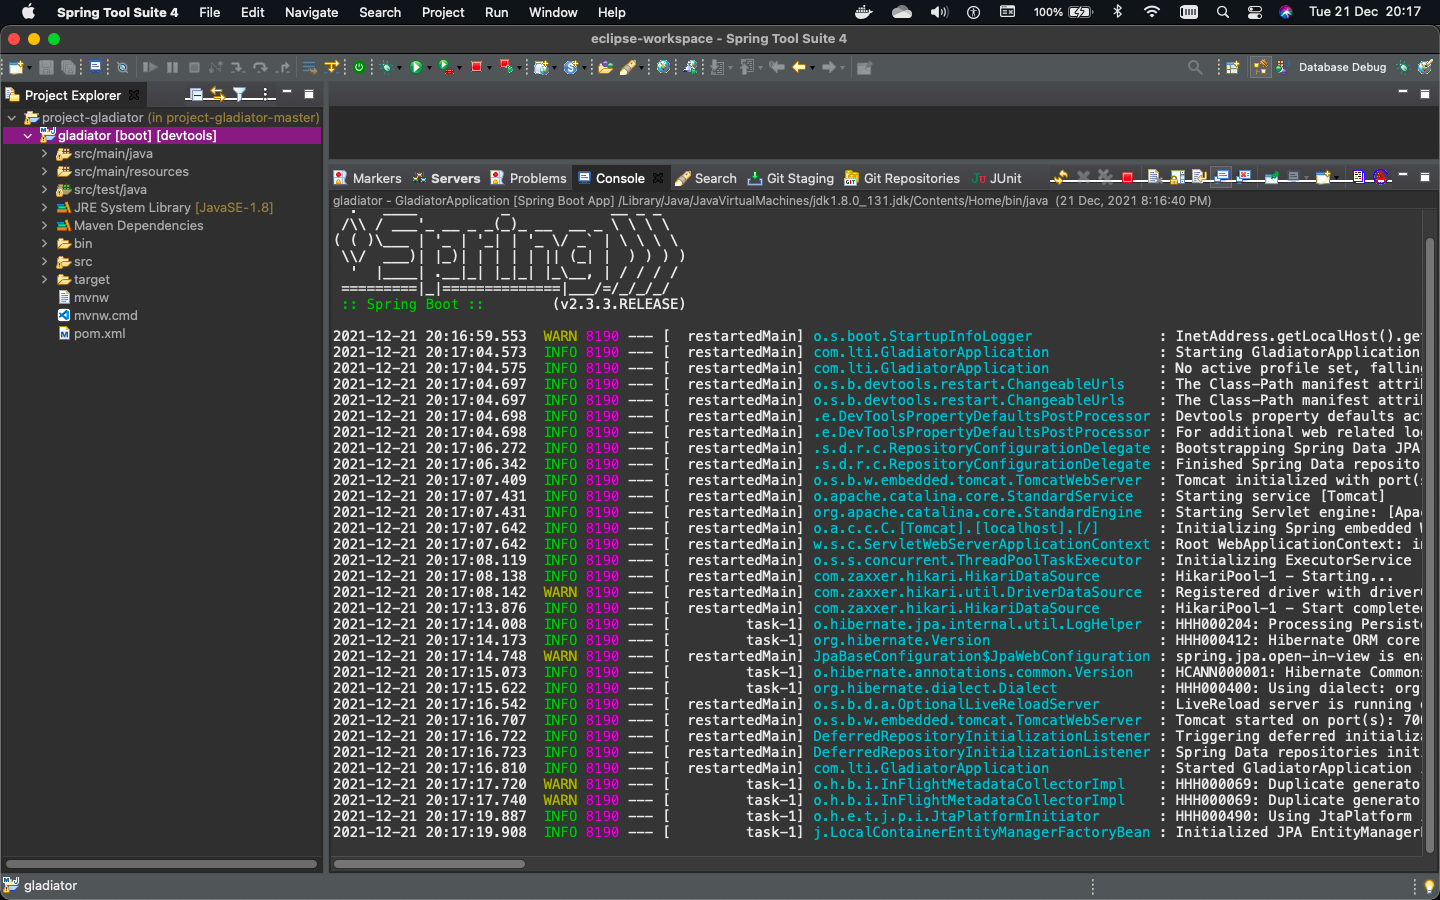 Spring Tool Suite 4 File Edit Navigate Search Project Run Window Help 100% Tue 21 Dec 20:17
eclipse-workspace - Spring Tool Suite 4
Database Debug
Project Explorer
project-gladiator (in project-gladiator-master)
gladiator [boot] [devtools]
src/main/java
src/main/resources
src/test/java
JRE System Library [JavaSE-1.8]
Maven Dependencies
bin
src
target
mvnw
mvnw.cmd
pom.xml
Markers Servers Problems Console Search Git Staging Git Repositories JUnit
gladiator - GladiatorApplication [Spring Boot App] /Library/Java/JavaVirtualMachines/jdk1.8.0_131.jdk/Contents/Home/bin/java (21 Dec, 2021 8:16:40 PM)
:: Spring Boot :: (v2.3.3.RELEASE)
2021-12-21 20:16:59.553 WARN 8190 --- [ restartedMain] o.s.boot.StartupInfoLogger : InetAddress.getLocalHost().get
2021-12-21 20:17:04.573 INFO 8190 --- [ restartedMain] com.lti.GladiatorApplication : Starting GladiatorApplication
2021-12-21 20:17:04.575 INFO 8190 --- [ restartedMain] com.lti.GladiatorApplication : No active profile set, fallin
2021-12-21 20:17:04.697 INFO 8190 --- [ restartedMain] o.s.b.devtools.restart.ChangeableUrls : The Class-Path manifest attri
2021-12-21 20:17:04.697 INFO 8190 --- [ restartedMain] o.s.b.devtools.restart.ChangeableUrls : The Class-Path manifest attri
2021-12-21 20:17:04.698 INFO 8190 --- [ restartedMain] .e.DevToolsPropertyDefaultsPostProcessor : Devtools property defaults ac
2021-12-21 20:17:04.698 INFO 8190 --- [ restartedMain] .e.DevToolsPropertyDefaultsPostProcessor : For additional web related lo
2021-12-21 20:17:06.272 INFO 8190 --- [ restartedMain] .s.d.r.c.RepositoryConfigurationDelegate : Bootstrapping Spring Data JPA
2021-12-21 20:17:06.342 INFO 8190 --- [ restartedMain] .s.d.r.c.RepositoryConfigurationDelegate : Finished Spring Data reposito
2021-12-21 20:17:07.409 INFO 8190 --- [ restartedMain] o.s.b.w.embedded.tomcat.TomcatWebServer : Tomcat initialized with port(
2021-12-21 20:17:07.431 INFO 8190 --- [ restartedMain] o.apache.catalina.core.StandardService : Starting service [Tomcat]
2021-12-21 20:17:07.431 INFO 8190 --- [ restartedMain] org.apache.catalina.core.StandardEngine : Starting Servlet engine: [Apa
2021-12-21 20:17:07.642 INFO 8190 --- [ restartedMain] o.a.c.c.C.[Tomcat].[localhost].[/] : Initializing Spring embedded
2021-12-21 20:17:07.642 INFO 8190 --- [ restartedMain] w.s.c.ServletWebServerApplicationContext : Root WebApplicationContext: i
2021-12-21 20:17:08.119 INFO 8190 --- [ restartedMain] o.s.s.concurrent.ThreadPoolTaskExecutor : Initializing ExecutorService
2021-12-21 20:17:08.138 INFO 8190 --- [ restartedMain] com.zaxxer.hikari.HikariDataSource : HikariPool-1 - Starting...
2021-12-21 20:17:08.142 WARN 8190 --- [ restartedMain] com.zaxxer.hikari.util.DriverDataSource : Registered driver with driver
2021-12-21 20:17:13.876 INFO 8190 --- [ restartedMain] com.zaxxer.hikari.HikariDataSource : HikariPool-1 - Start complete
2021-12-21 20:17:14.008 INFO 8190 --- [ task-1] o.hibernate.jpa.internal.util.LogHelper : HHH000204: Processing Persist
2021-12-21 20:17:14.173 INFO 8190 --- [ task-1] org.hibernate.Version : HHH000412: Hibernate ORM core
2021-12-21 20:17:14.748 WARN 8190 --- [ restartedMain] JpaBaseConfiguration$JpaWebConfiguration : spring.jpa.open-in-view is ena
2021-12-21 20:17:15.073 INFO 8190 --- [ task-1] o.hibernate.annotations.common.Version : HCANN000001: Hibernate Common
2021-12-21 20:17:15.622 INFO 8190 --- [ task-1] org.hibernate.dialect.Dialect : HHH000400: Using dialect: org
2021-12-21 20:17:16.542 INFO 8190 --- [ restartedMain] o.s.b.d.a.OptionalLiveReloadServer : LiveReload server is running
2021-12-21 20:17:16.707 INFO 8190 --- [ restartedMain] o.s.b.w.embedded.tomcat.TomcatWebServer : Tomcat started on port(s): 70
2021-12-21 20:17:16.722 INFO 8190 --- [ restartedMain] DeferredRepositoryInitializationListener : Triggering deferred initializ
2021-12-21 20:17:16.723 INFO 8190 --- [ restartedMain] DeferredRepositoryInitializationListener : Spring Data repositories init
2021-12-21 20:17:16.810 INFO 8190 --- [ restartedMain] com.lti.GladiatorApplication : Started GladiatorApplication
2021-12-21 20:17:17.720 WARN 8190 --- [ task-1] o.h.b.i.InFlightMetadataCollectorImpl : HHH000069: Duplicate generato
2021-12-21 20:17:17.740 WARN 8190 --- [ task-1] o.h.b.i.InFlightMetadataCollectorImpl : HHH000069: Duplicate generato
2021-12-21 20:17:19.887 INFO 8190 --- [ task-1] o.h.e.t.j.p.i.JtaPlatformInitiator : HHH000490: Using JtaPlatform
2021-12-21 20:17:19.908 INFO 8190 --- [ task-1] j.LocalContainerEntityManagerFactoryBean : Initialized JPA EntityManager
gladiator